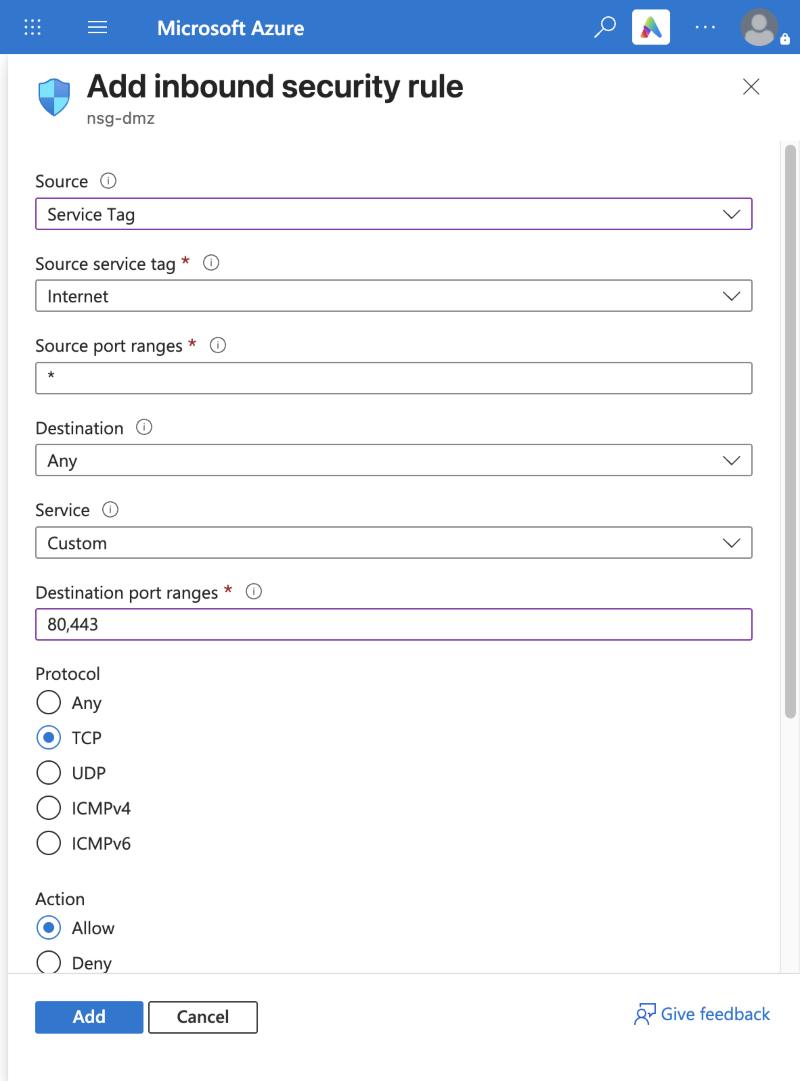 Microsoft Azure
Add inbound security rule
nsg-dmz
Source
Service Tag
Source service tag *
Internet
Source port ranges *
*
Destination
Any
Service
Custom
Destination port ranges *
80,443
Protocol
Any
TCP
UDP
ICMPv4
ICMPv6
Action
Allow
Deny
Add Cancel Give feedback